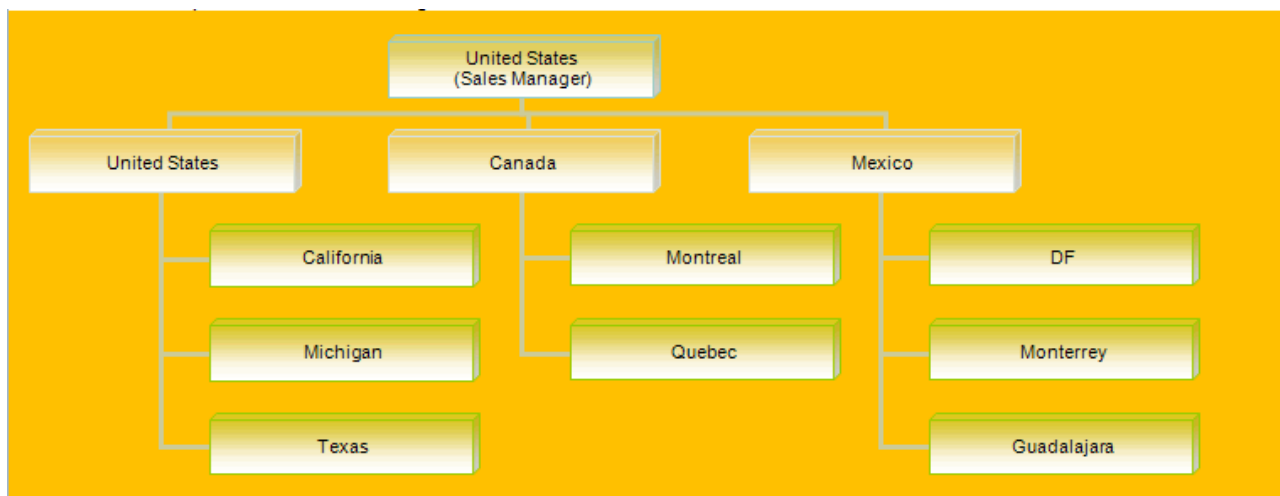 United States
(Sales Manager)
United States
Canada
Mexico
California
Montreal
DF
Michigan
Quebec
Monterrey
Texas
Guadalajara